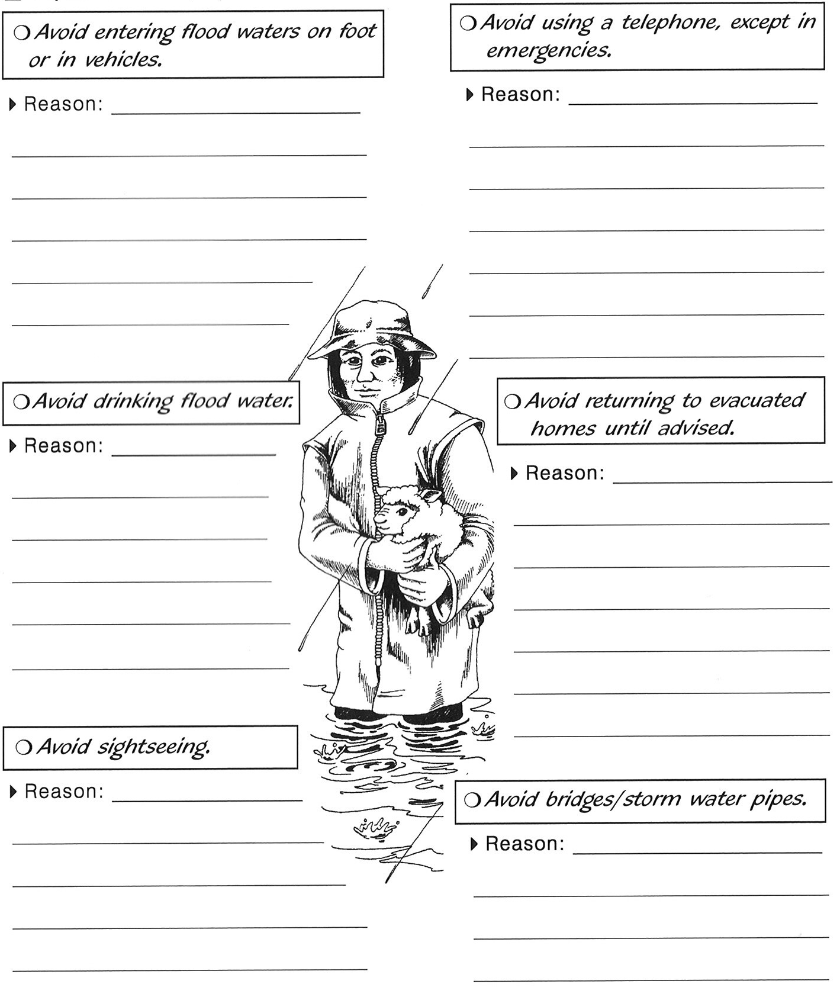 ○ Avoid entering flood waters on foot
or in vehicles.
Reason:
○ Avoid drinking flood water.
Reason:
○ Avoid sightseeing.
Reason:
○ Avoid using a telephone, except in
emergencies.
Reason:
○ Avoid returning to evacuated
homes until advised.
Reason:
○ Avoid bridges/storm water pipes.
Reason: